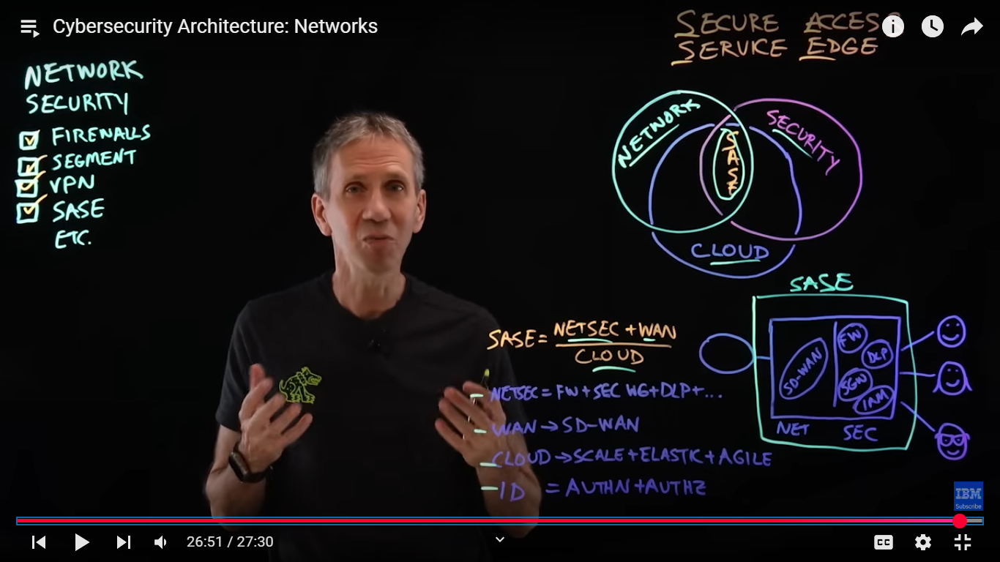 Cybersecurity Architecture: Networks
SECURE ACCESS
SERVICE EDGE
NETWORK
SECURITY
FIREWALLS
SEGMENT
VPN
SASE
ETC.
NETWORK
SECURITY
SASE
CLOUD
SASE
SASE = NETSEC + WAN
CLOUD
NETSEC = FW + SEC WG + DLP + ...
WAN → SD-WAN
CLOUD → SCALE + ELASTIC + AGILE
ID = AUTHN + AUTHZ
SD-WAN
FW
DLP
SGW
IAM
NET SEC
IBM
Subscribe
26:51 / 27:30
CC